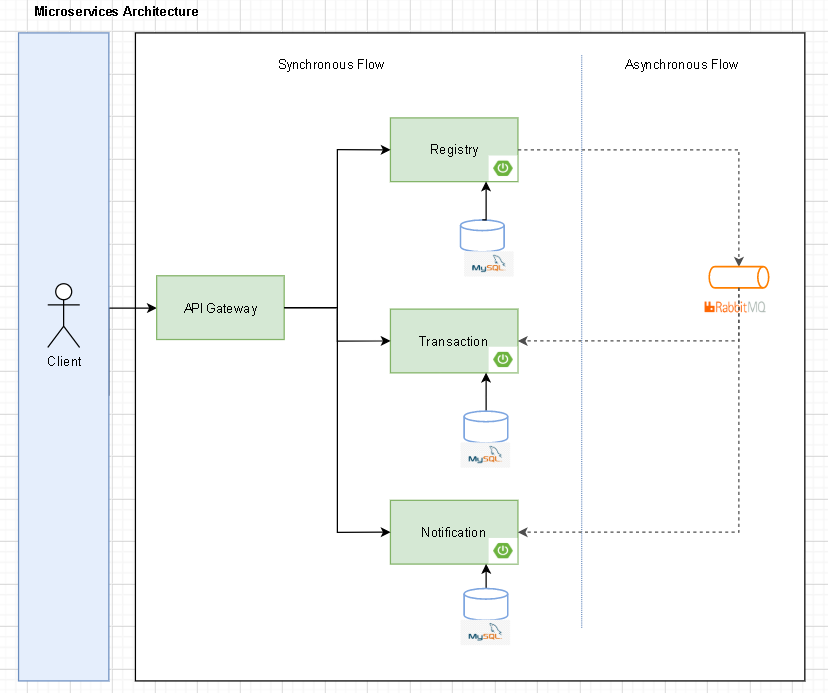 Microservices Architecture
Synchronous Flow
Asynchronous Flow
Registry
MySQL
RabbitMQ
API Gateway
Client
Transaction
MySQL
Notification
MySQL